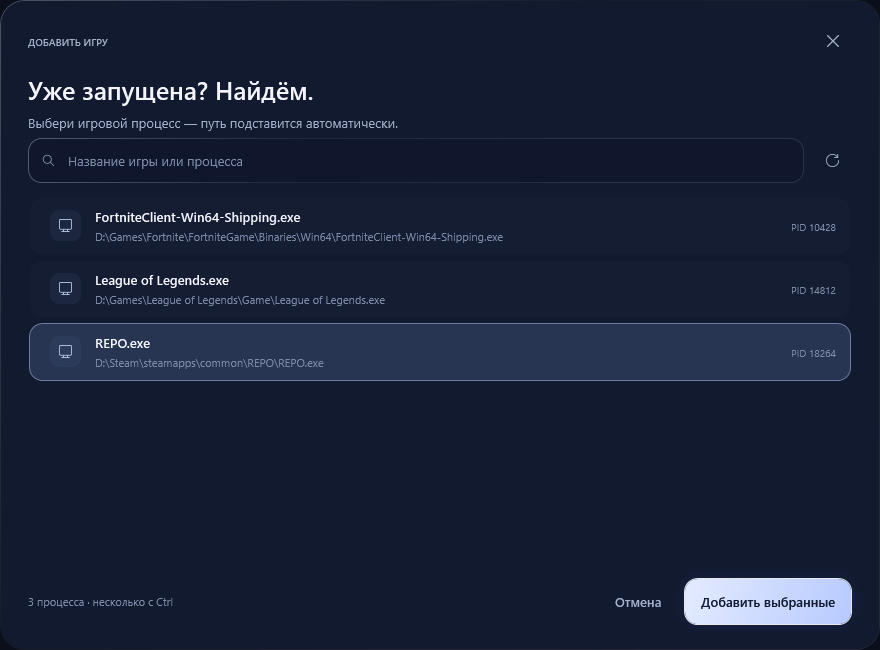 ДОБАВИТЬ ИГРУ
Уже запущена? Найдём.
Выбери игровой процесс — путь подставится автоматически.
Название игры или процесса
FortniteClient-Win64-Shipping.exe
D:\Games\Fortnite\FortniteGame\Binaries\Win64\FortniteClient-Win64-Shipping.exe
PID 10428
League of Legends.exe
D:\Games\League of Legends\Game\League of Legends.exe
PID 14812
REPO.exe
D:\Steam\steamapps\common\REPO\REPO.exe
PID 18264
3 процесса · несколько с Ctrl
Отмена
Добавить выбранные